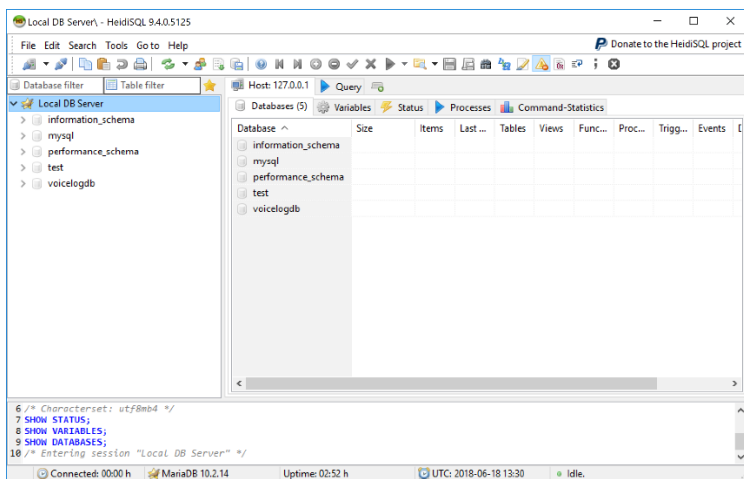 Local DB Server\ - HeidiSQL 9.4.0.5125
File Edit Search Tools Go to Help
Donate to the HeidiSQL project
Database filter Table filter Host: 127.0.0.1 Query
Local DB Server
information_schema
mysql
performance_schema
test
voicelogdb
Databases (5) Variables Status Processes Command-Statistics
Database Size Items Last ... Tables Views Func... Proc... Trigg... Events
information_schema
mysql
performance_schema
test
voicelogdb
6 /* Characterset: utf8mb4 */
7 SHOW STATUS;
8 SHOW VARIABLES;
9 SHOW DATABASES;
10 /* Entering session "Local DB Server" */
Connected: 00:00 h MariaDB 10.2.14 Uptime: 02:52 h UTC: 2018-06-18 13:30 Idle.